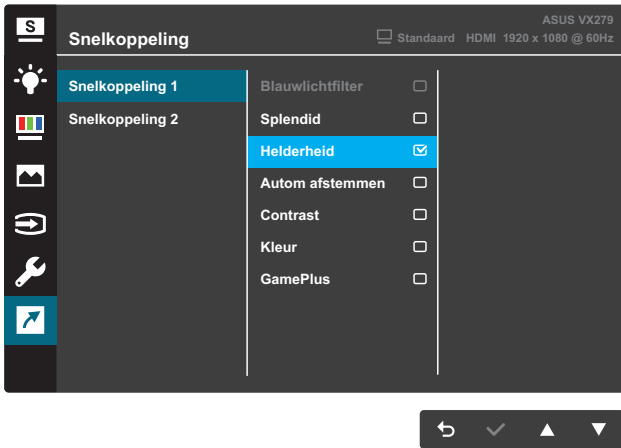 S
ASUS VX279
Snelkoppeling
Standaard HDMI 1920 x 1080 @ 60Hz
Snelkoppeling 1
Snelkoppeling 2
Blauwlichtfilter
Splendid
Helderheid
Autom afstemmen
Contrast
Kleur
GamePlus